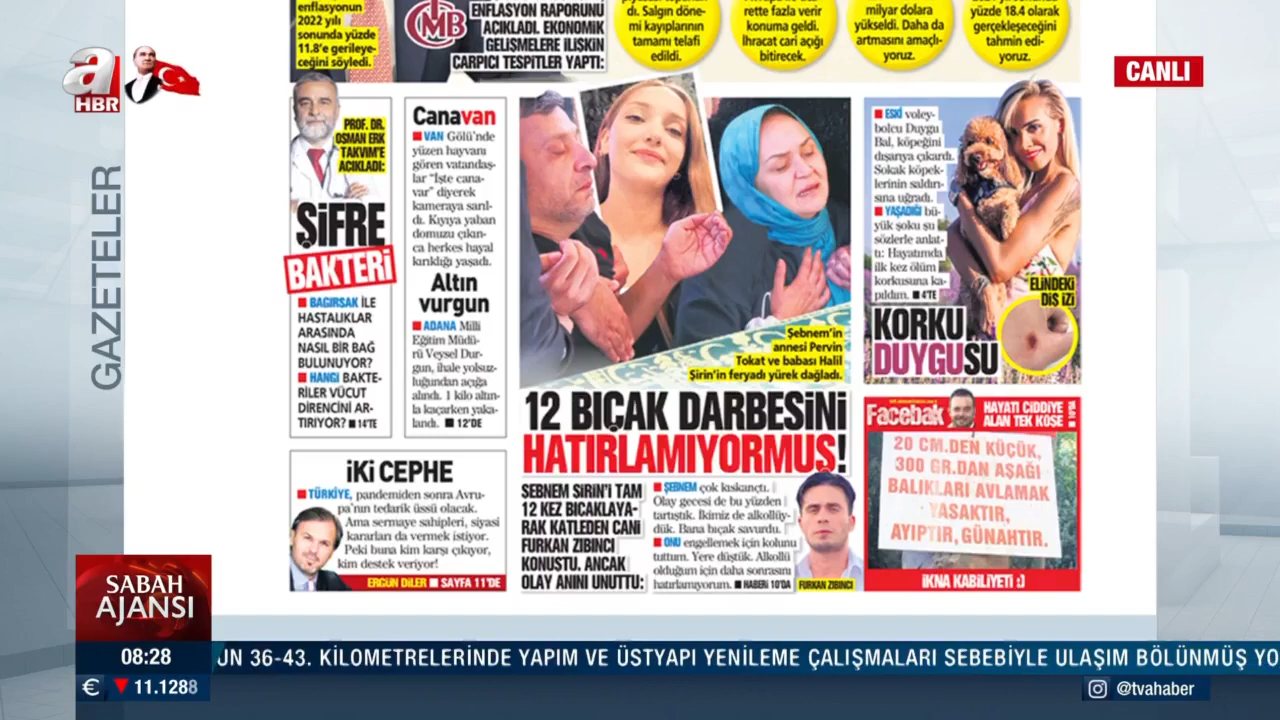 enflasyonun
2022 yılı
sonunda yüzde
11.8'e gerileye-
ceğini söyledi.
CMB
ENFLASYON RAPORUNU
AÇIKLADI. EKONOMİK
GELİŞMELERE İLİŞKİN
ÇARPICI TESPİTLER YAPTI:
dı. Salgın döne-
mi kayıplarının
tamamı telafi
edildi.
rette fazla verir
konuma geldi.
İhracat cari açığı
bitirecek.
milyar dolara
yükseldi. Daha da
artmasını amaçlı-
yoruz.
yüzde 18.4 olarak
gerçekleşeceğini
tahmin edi-
yoruz.
a
HBR
CANLI
GAZETELER
PROF. DR.
OSMAN ERK
TAKVİM'E
AÇIKLADI:
ŞİFRE
BAKTERİ
BAĞIRSAK İLE
HASTALIKLAR
ARASINDA
NASIL BİR BAĞ
BULUNUYOR?
HANGİ BAKTE-
RİLER VÜCUT
DİRENCİNİ AR-
TIRIYOR? 14'TE
Canavan
VAN Gölü'nde
yüzen hayvanı
gören vatandaş-
lar “İşte cana-
var” diyerek
kameraya sarıl-
dı. Kıyıya yaban
domuzu çıkın-
ca herkes hayal
kırıklığı yaşadı.
Altın
vurgun
ADANA Milli
Eğitim Müdü-
rü Veysel Dur-
gun, ihale yolsuz-
luğundan açığa
alındı. 1 kilo altın-
la kaçarken yaka-
landı. 12'DE
Şebnem'in
annesi Pervin
Tokat ve babası Halil
Şirin'in feryadı yürek dağladı.
12 BIÇAK DARBESİNİ
HATIRLAMIYORMUŞ!
ŞEBNEM ŞİRİN'İ TAM
12 KEZ BIÇAKLAYA-
RAK KATLEDEN CANİ
FURKAN ZIBINCI
KONUŞTU. ANCAK
OLAY ANINI UNUTTU:
ŞEBNEM çok kıskançtı.
Olay gecesi de bu yüzden
tartıştık. İkimiz de alkollüy-
dük. Bana bıçak savurdu.
ONU engellemek için kolunu
tuttum. Yere düştük. Alkollü
olduğum için daha sonrasını
hatırlamıyorum. HABERİ 10'DA
FURKAN ZIBINCI
ESKİ voley-
bolcu Duygu
Bal, köpeğini
dışarıya çıkardı.
Sokak köpek-
lerinin saldırı-
sına uğradı.
YAŞADIĞI bü-
yük şoku şu
sözlerle anlat-
tı: Hayatımda
ilk kez ölüm
korkusuna ka-
pıldım. 4'TE
ELİNDEKİ
DİŞ İZİ
KORKU
DUYGUSU
İKİ CEPHE
TÜRKİYE, pandemiden sonra Avru-
pa'nın tedarik üssü olacak.
Ama sermaye sahipleri, siyasi
kararları da vermek istiyor.
Peki buna kim karşı çıkıyor,
kim destek veriyor!
ERGÜN DİLER SAYFA 11'DE
Facebak
HAYATI CİDDİYE
ALAN TEK KÖŞE
20 CM.DEN KÜÇÜK,
300 GR.DAN AŞAĞI
BALIKLARI AVLAMAK
YASAKTIR,
AYIPTIR,GÜNAHTIR.
İKNA KABİLİYETİ :)
SABAH
AJANSI
08:28
€ 11.1288
ÜN 36-43. KİLOMETRELERİNDE YAPIM VE ÜSTYAPI YENİLEME ÇALIŞMALARI SEBEBİYLE ULAŞIM BÖLÜNMÜŞ YO
@tvahaber